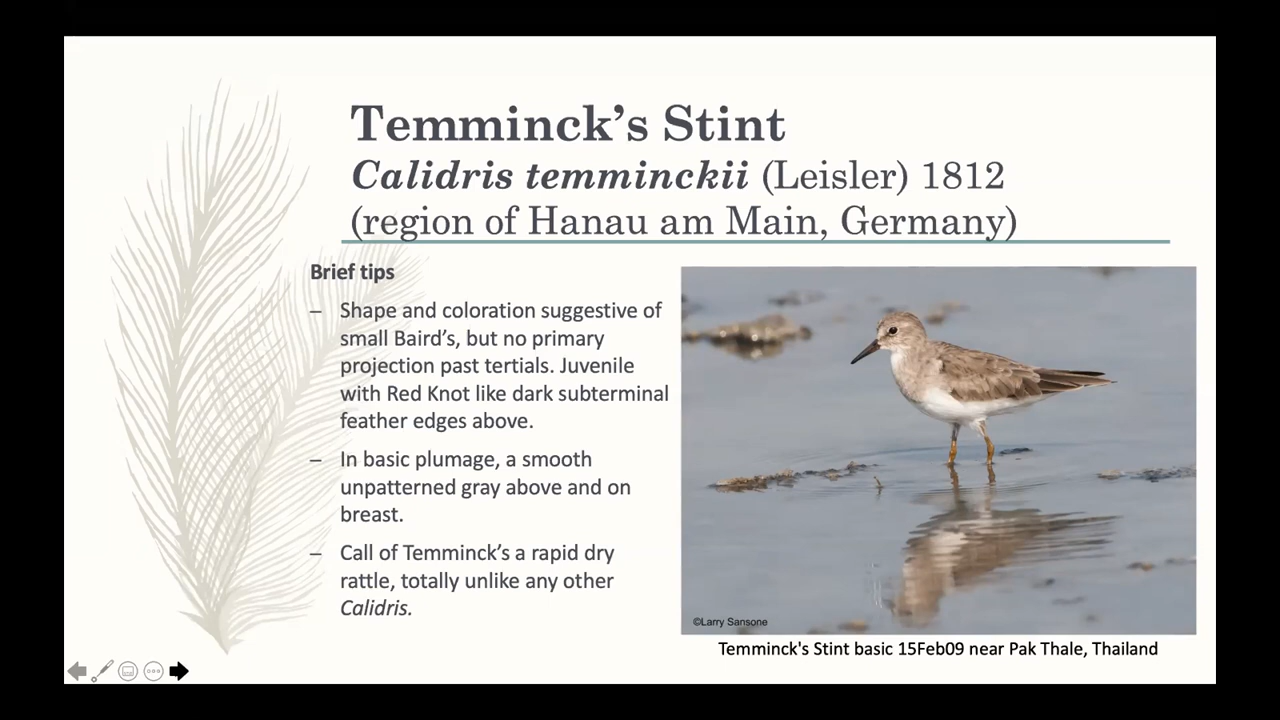 Temminck’s Stint
Calidris temminckii (Leisler) 1812
(region of Hanau am Main, Germany)
Brief tips
– Shape and coloration suggestive of
small Baird’s, but no primary
projection past tertials. Juvenile
with Red Knot like dark subterminal
feather edges above.
– In basic plumage, a smooth
unpatterned gray above and on
breast.
– Call of Temminck’s a rapid dry
rattle, totally unlike any other
Calidris.
©Larry Sansone
Temminck's Stint basic 15Feb09 near Pak Thale, Thailand